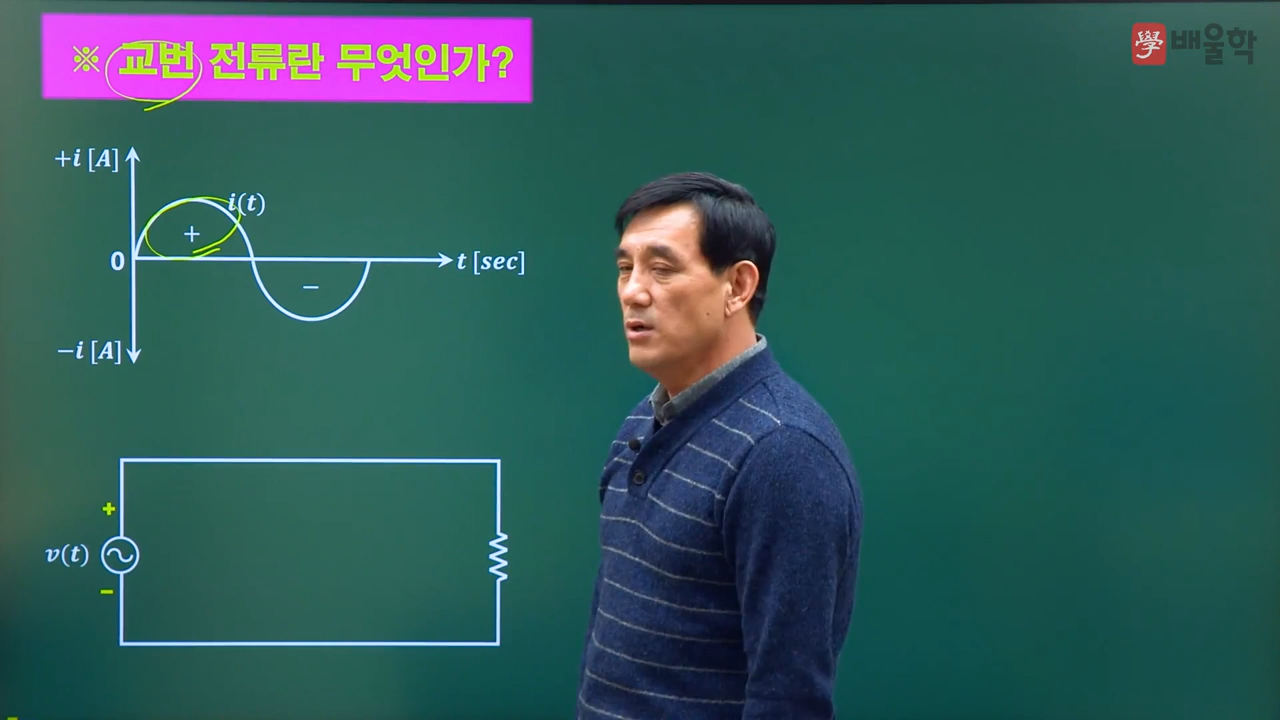 ※ 교번 전류란 무엇인가?
學 배울학
+i [A]
i(t)
+
0
t [sec]
−
−i [A]
+
v(t)
−